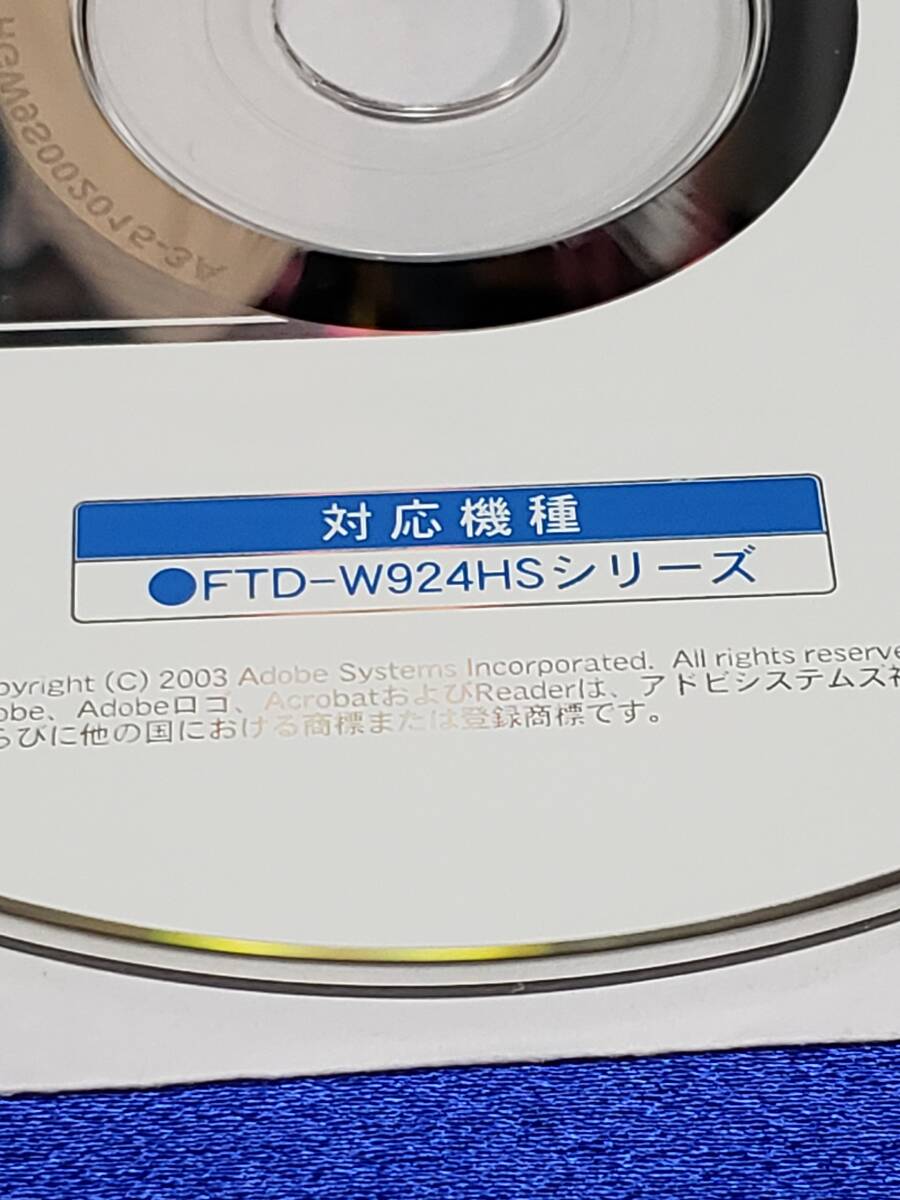 対応機種
●FTD-W924HSシリーズ
opyright (C) 2003 Adobe Systems Incorporated. All rights reserve
obe、Adobeロゴ、AcrobatおよびReaderは、アドビシステムズ社
らびに他の国における商標または登録商標です。